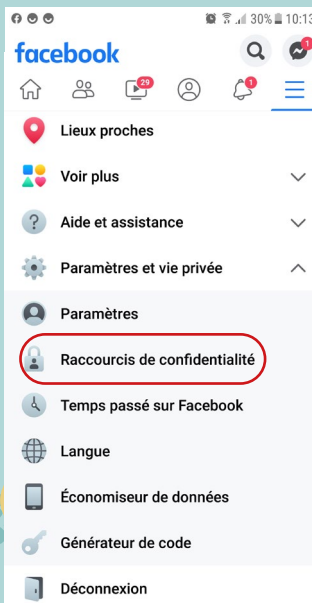 30% 10:13
facebook
1
29
1
Lieux proches
Voir plus
Aide et assistance
Paramètres et vie privée
Paramètres
Raccourcis de confidentialité
Temps passé sur Facebook
Langue
Économiseur de données
Générateur de code
Déconnexion